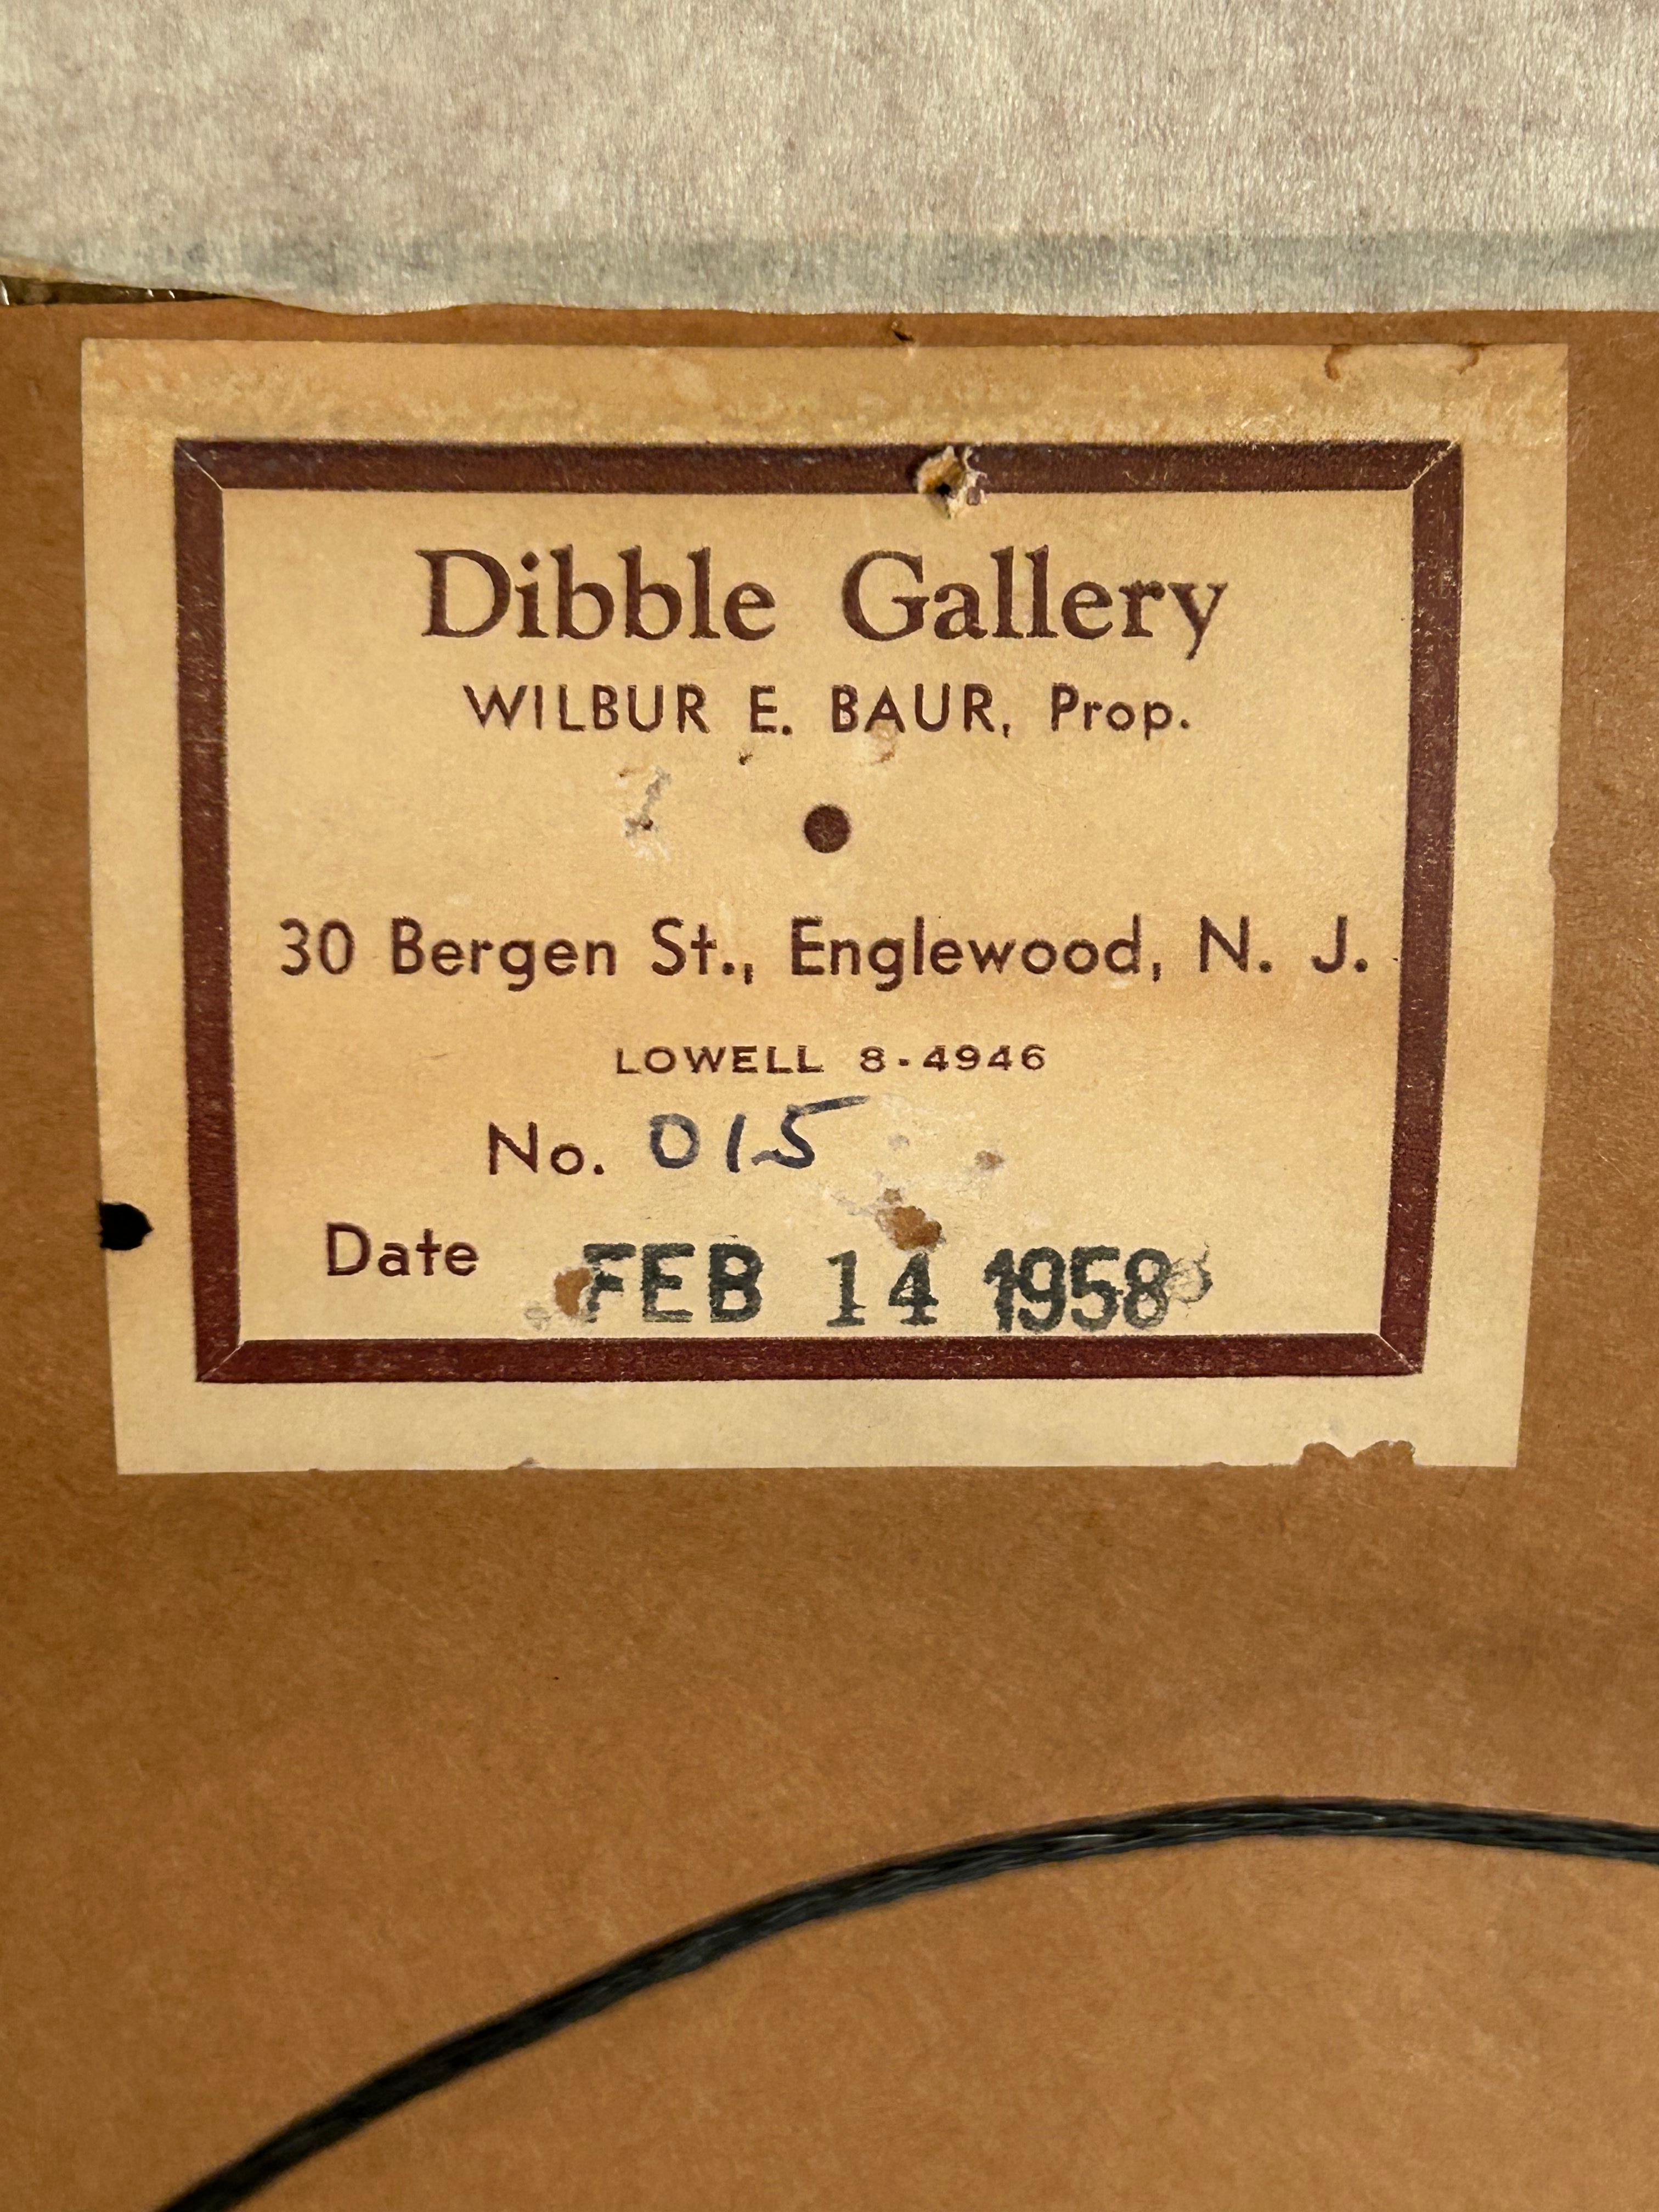 Dibble Gallery
WILBUR E. BAUR, Prop.
30 Bergen St., Englewood, N. J.
LOWELL 8-4946
No. 015
Date FEB 14 1958